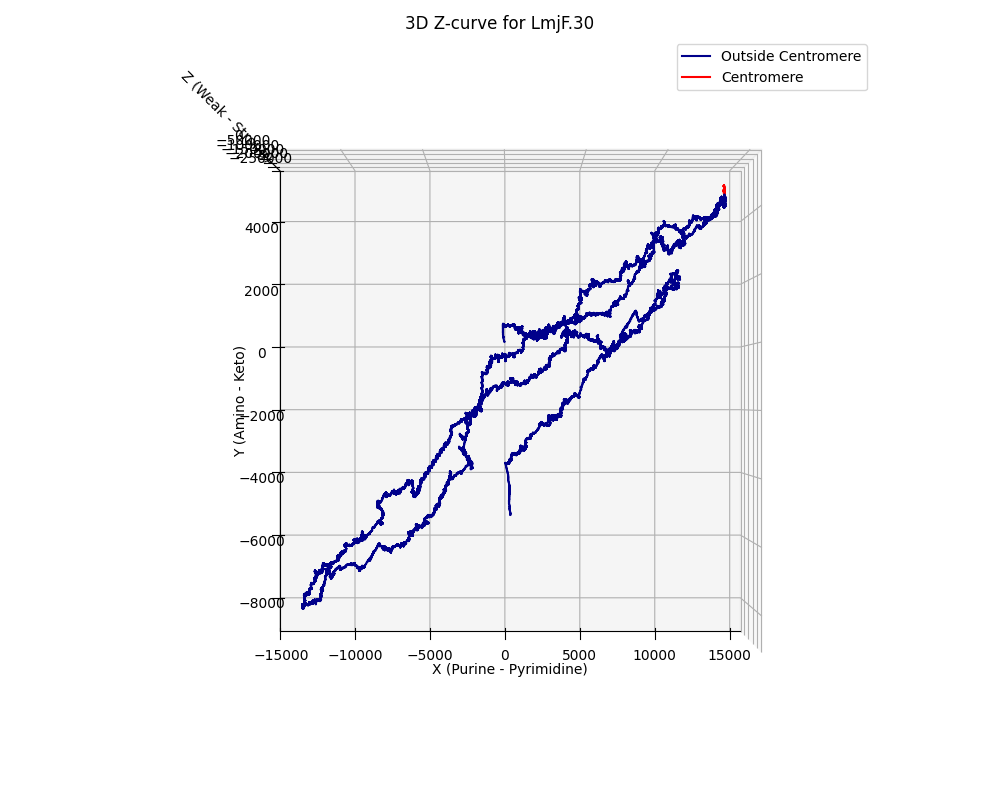 3D Z-curve for LmjF.30
Outside Centromere
Centromere
Z (Weak -
4000
2000
0
−2000
−4000
−6000
−8000
Y (Amino - Keto)
−15000
−10000
−5000
0
5000
10000
15000
X (Purine - Pyrimidine)